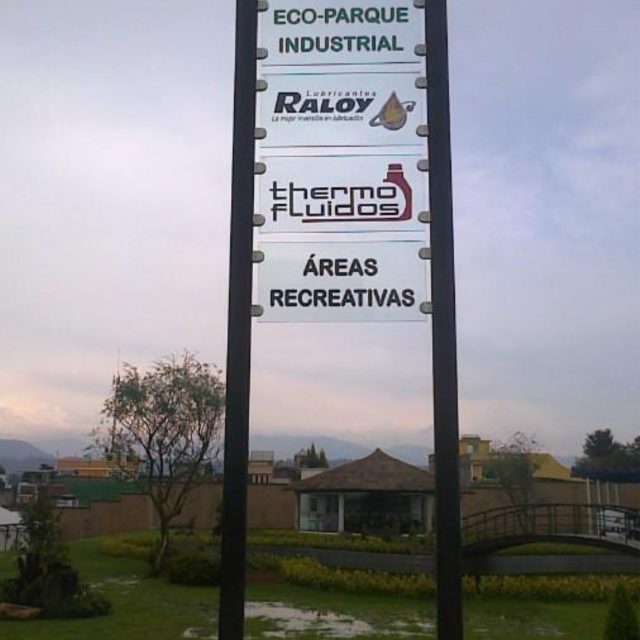 ECO-PARQUE
INDUSTRIAL
Lubricantes
RALOY
La mejor inversión en lubricación
thermo
fluidos
ÁREAS
RECREATIVAS